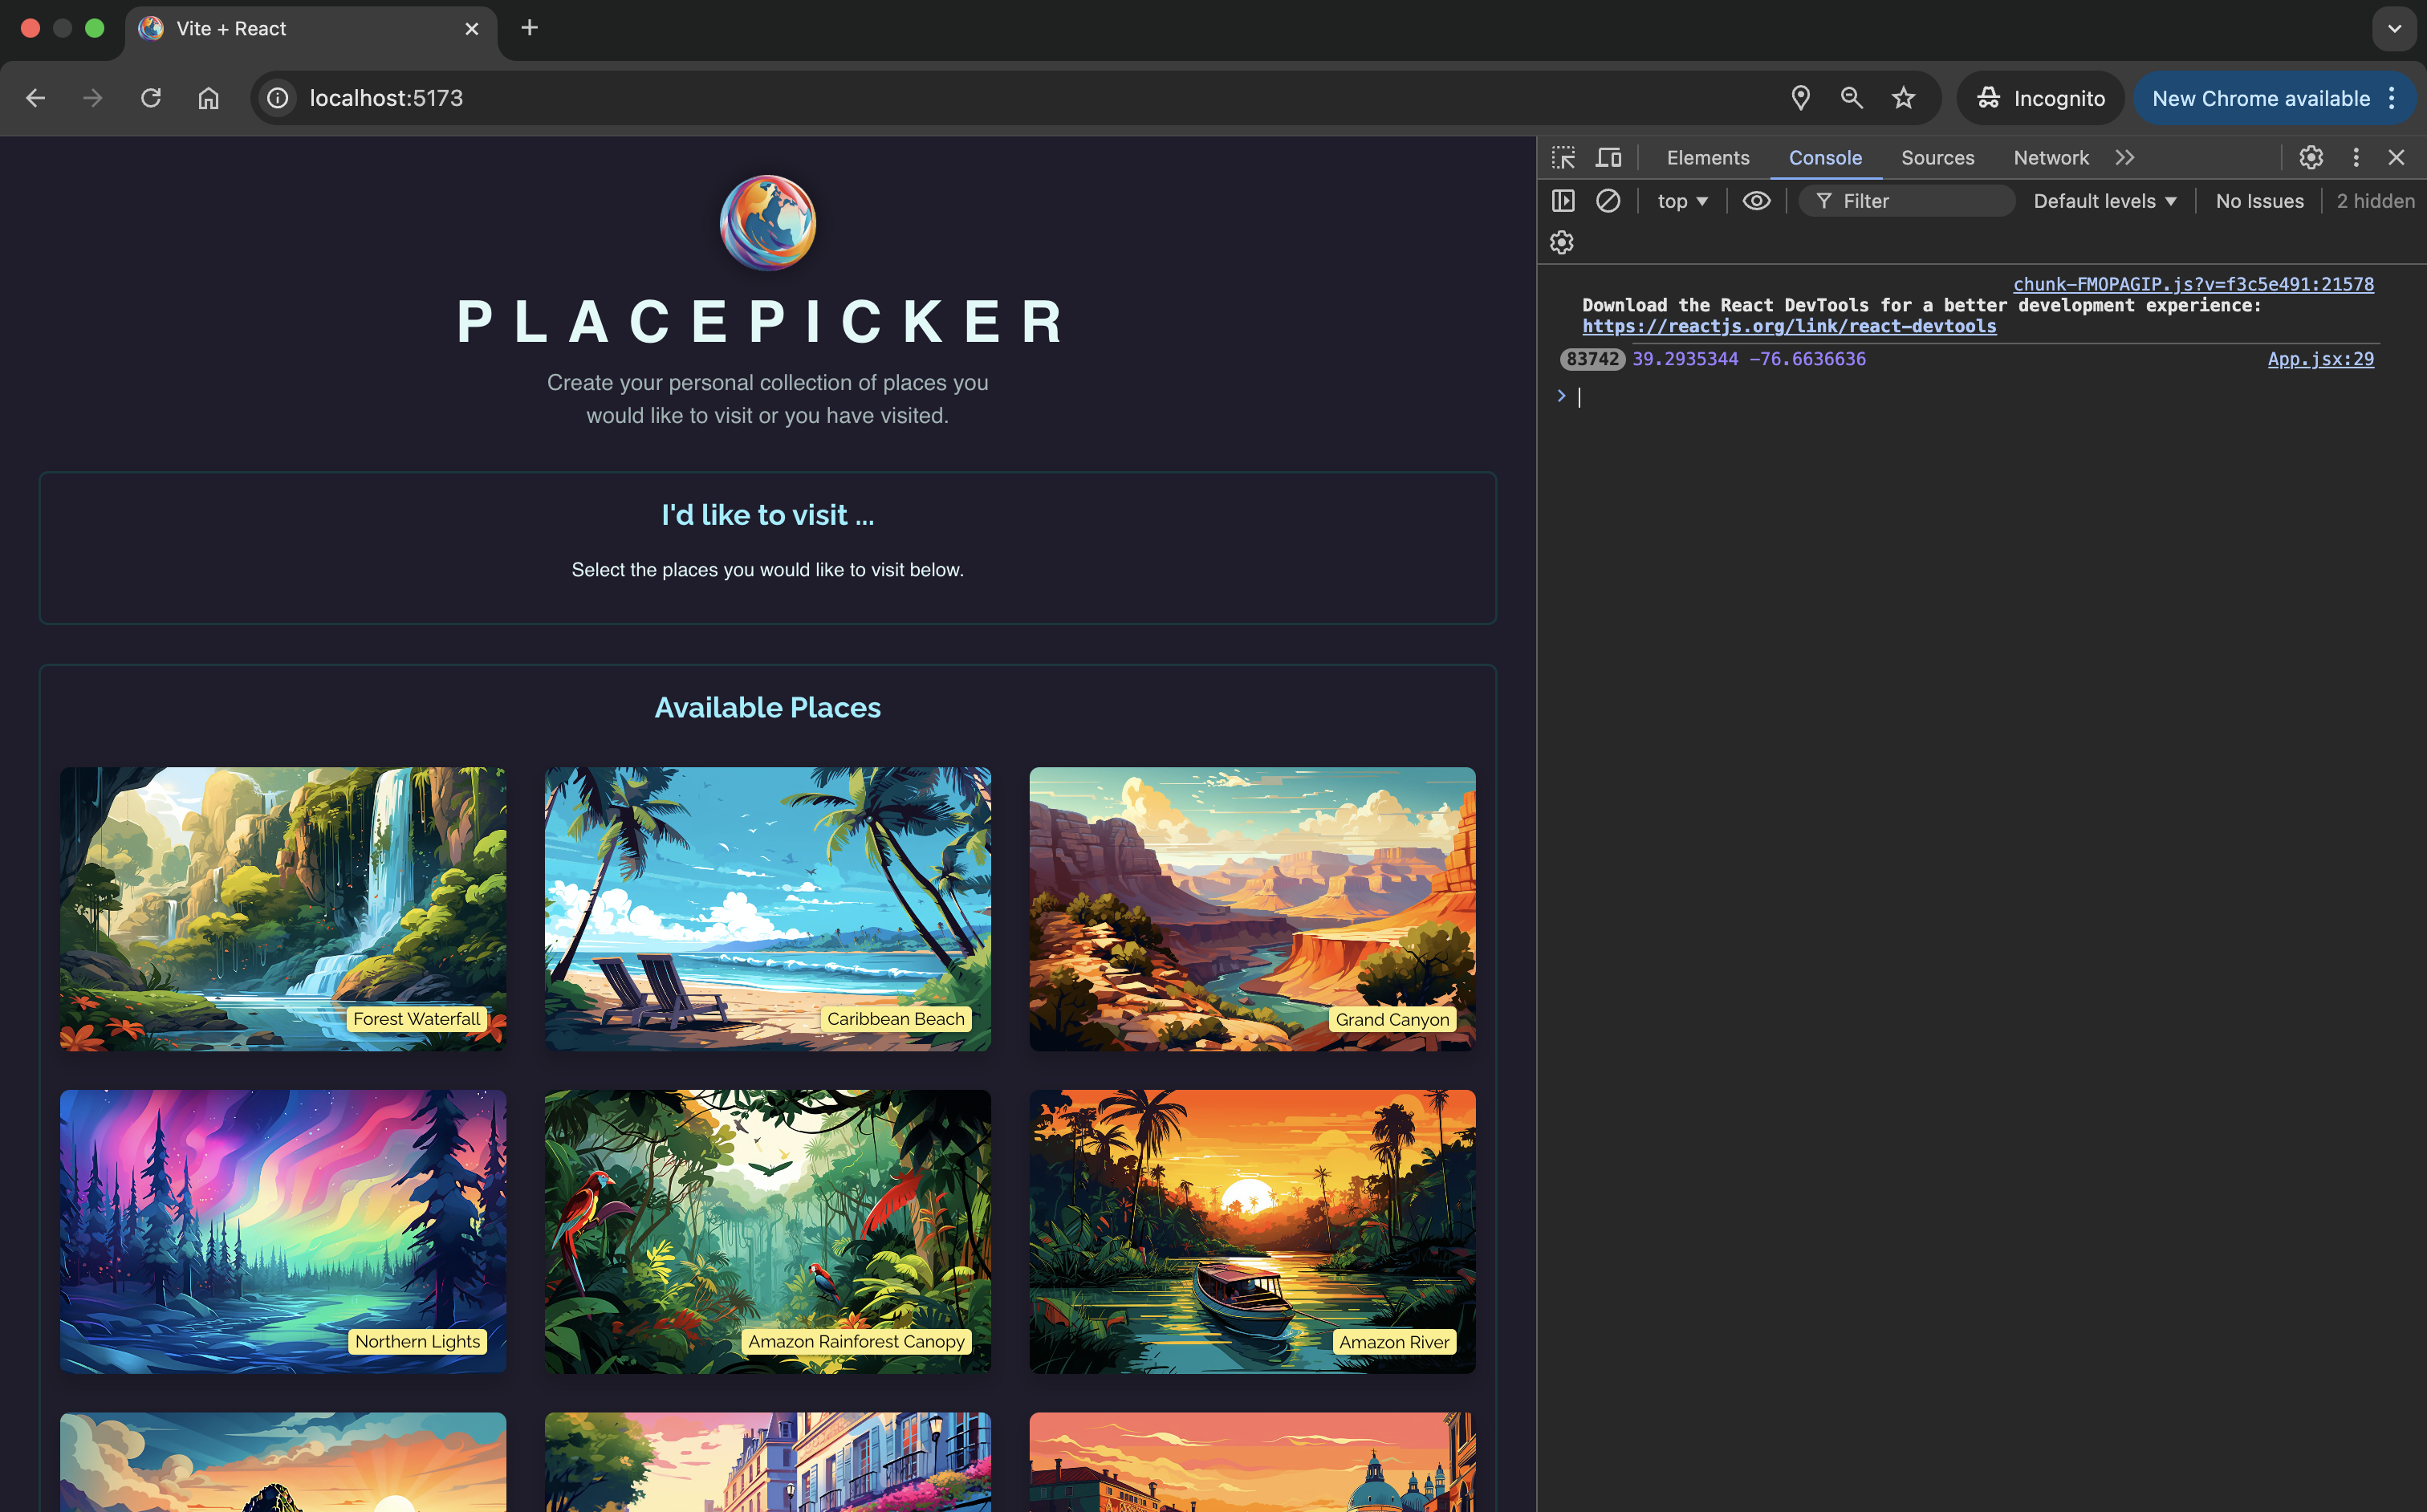 Vite + React
localhost:5173
Incognito
New Chrome available
PLACEPICKER
Create your personal collection of places you
would like to visit or you have visited.
I'd like to visit ...
Select the places you would like to visit below.
Available Places
Forest Waterfall
Caribbean Beach
Grand Canyon
Northern Lights
Amazon Rainforest Canopy
Amazon River
Elements Console Sources Network
top Filter Default levels No Issues 2 hidden
chunk-FMOPAGIP.js?v=f3c5e491:21578
Download the React DevTools for a better development experience:
https://reactjs.org/link/react-devtools
83742 39.2935344 -76.6636636 App.jsx:29